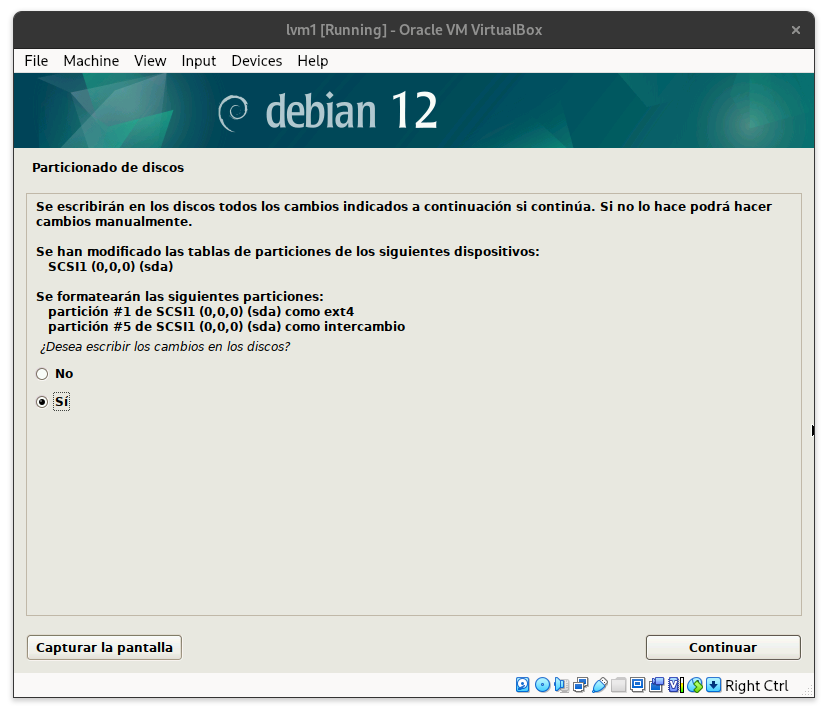 lvm1 [Running] - Oracle VM VirtualBox
File Machine View Input Devices Help
debian 12
Particionado de discos
Se escribirán en los discos todos los cambios indicados a continuación si continúa. Si no lo hace podrá hacer
cambios manualmente.
Se han modificado las tablas de particiones de los siguientes dispositivos:
SCSI1 (0,0,0) (sda)
Se formatearán las siguientes particiones:
partición #1 de SCSI1 (0,0,0) (sda) como ext4
partición #5 de SCSI1 (0,0,0) (sda) como intercambio
¿Desea escribir los cambios en los discos?
No
Sí
Capturar la pantalla
Continuar
Right Ctrl